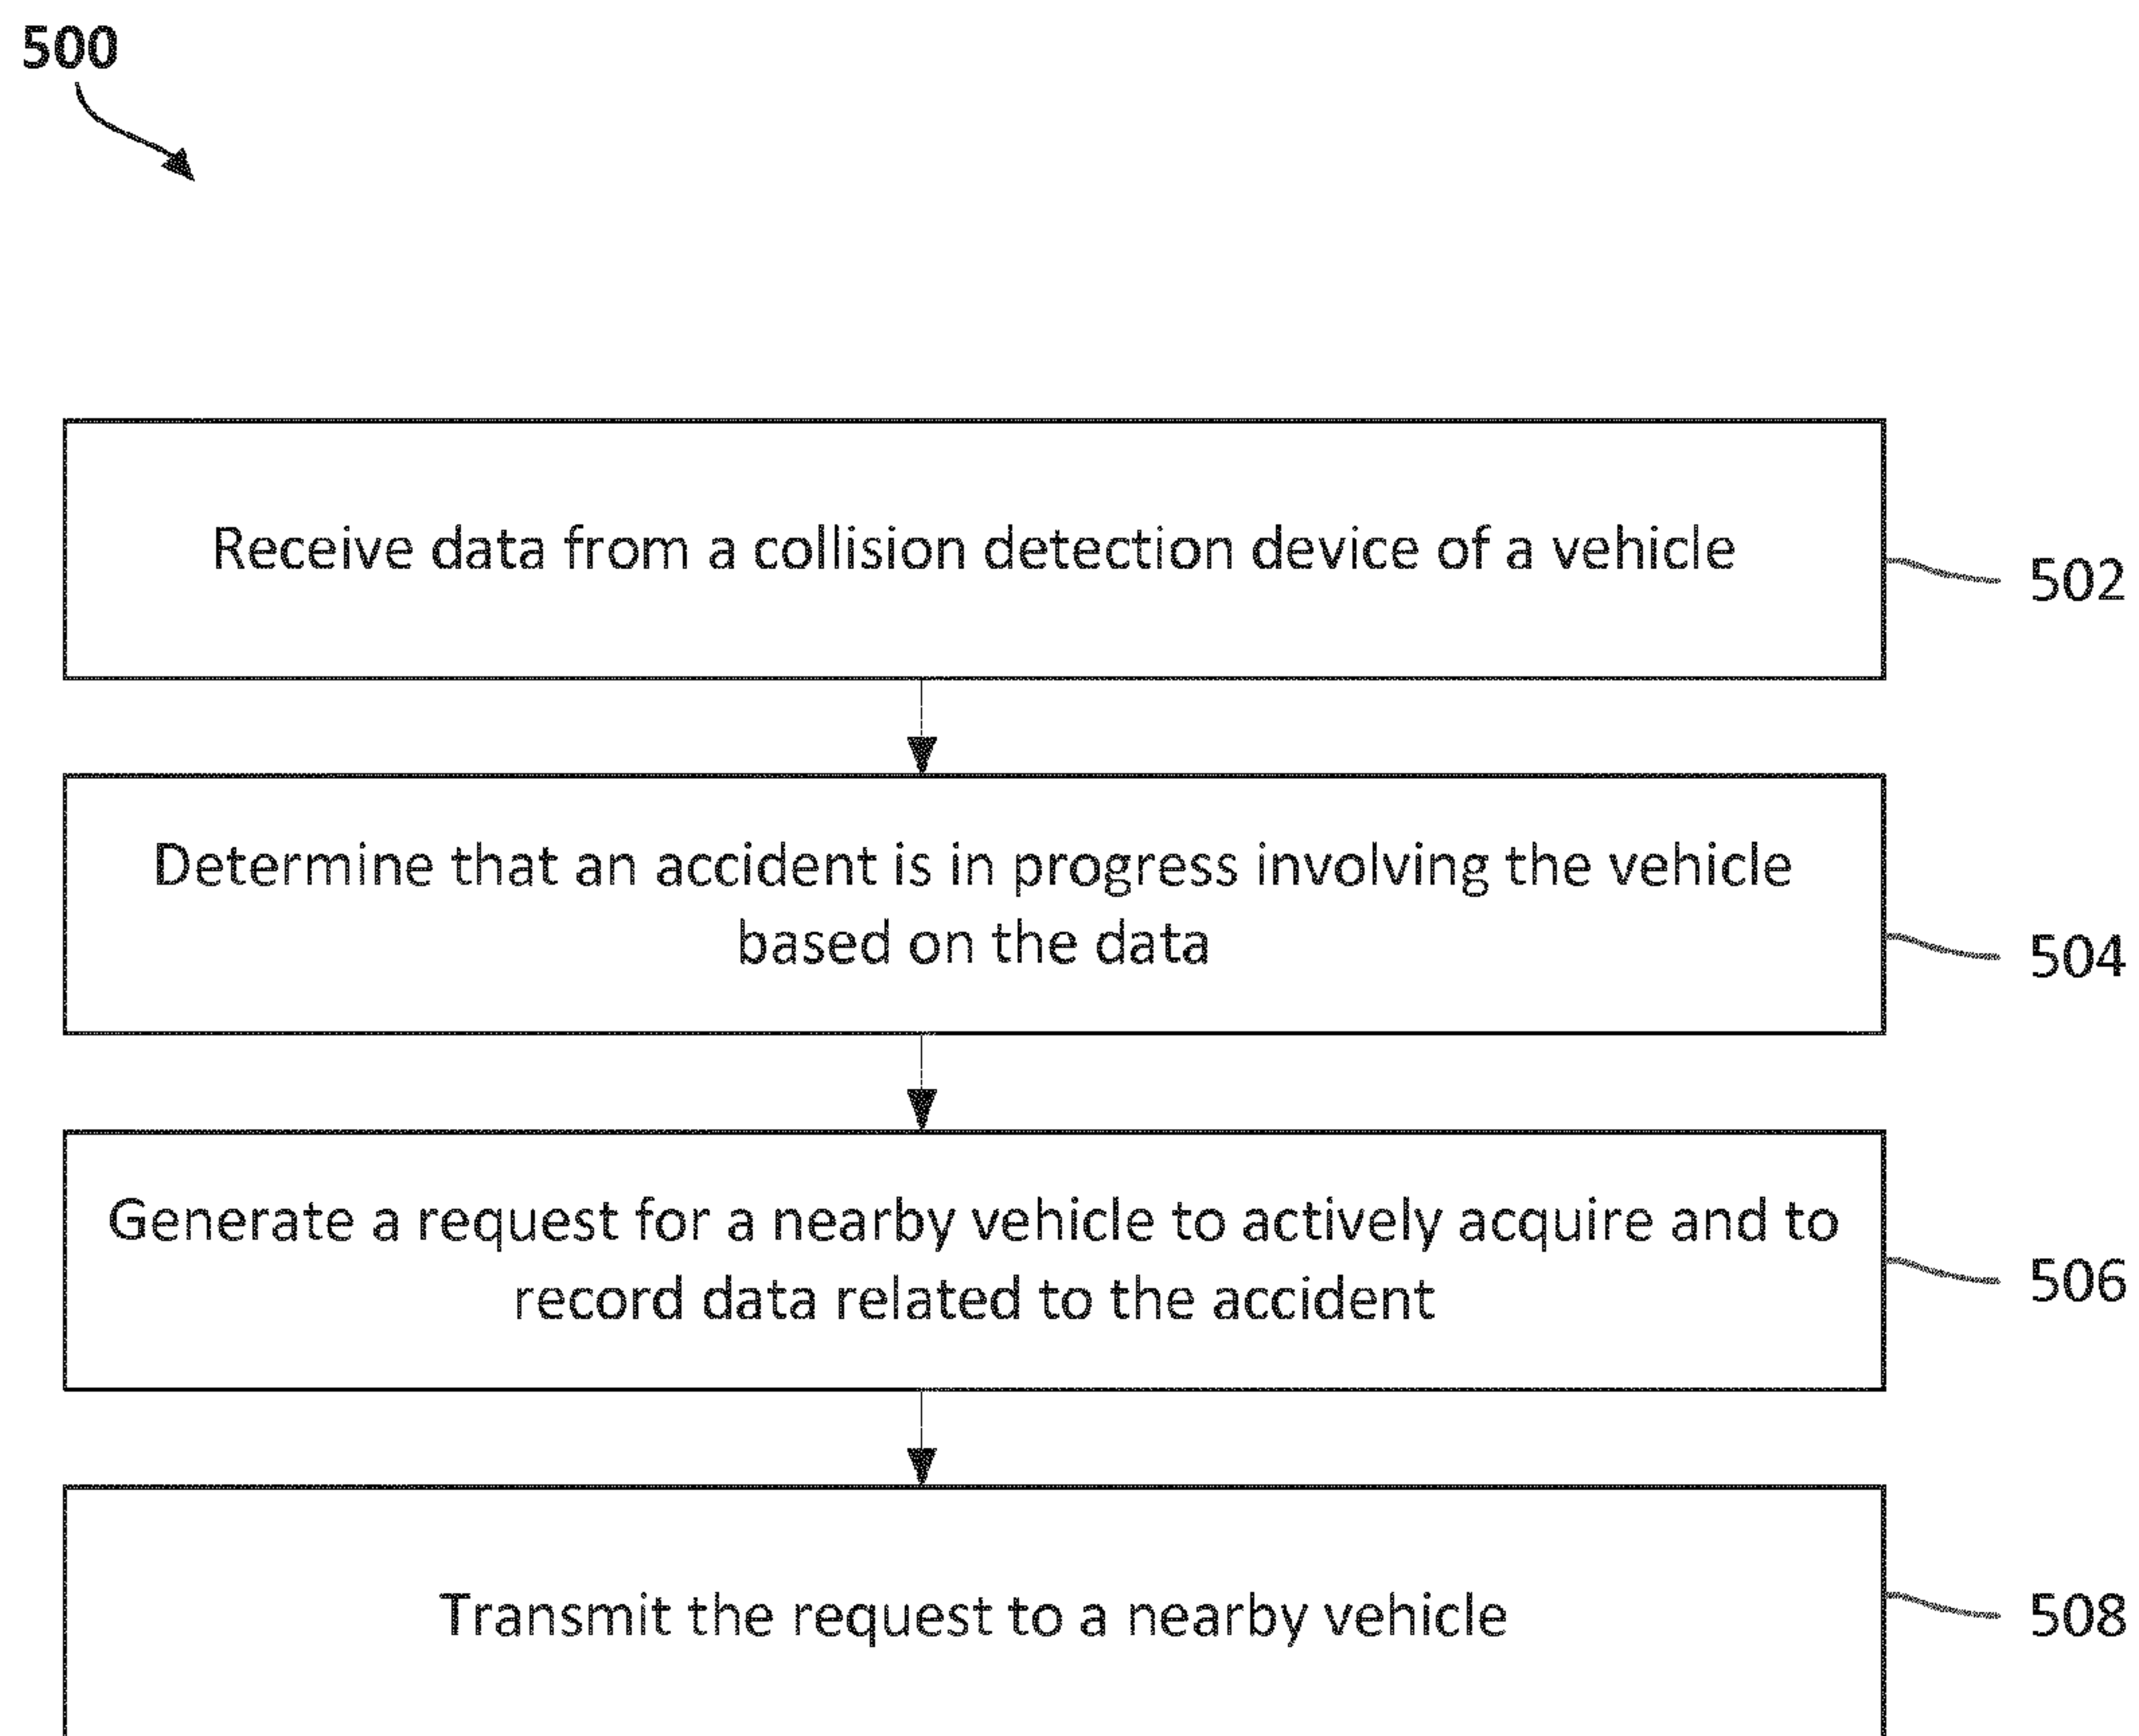 500
Receive data from a collision detection device of a vehicle
502
Determine that an accident is in progress involving the vehicle
based on the data
504
Generate a request for a nearby vehicle to actively acquire and to
record data related to the accident
506
Transmit the request to a nearby vehicle
508